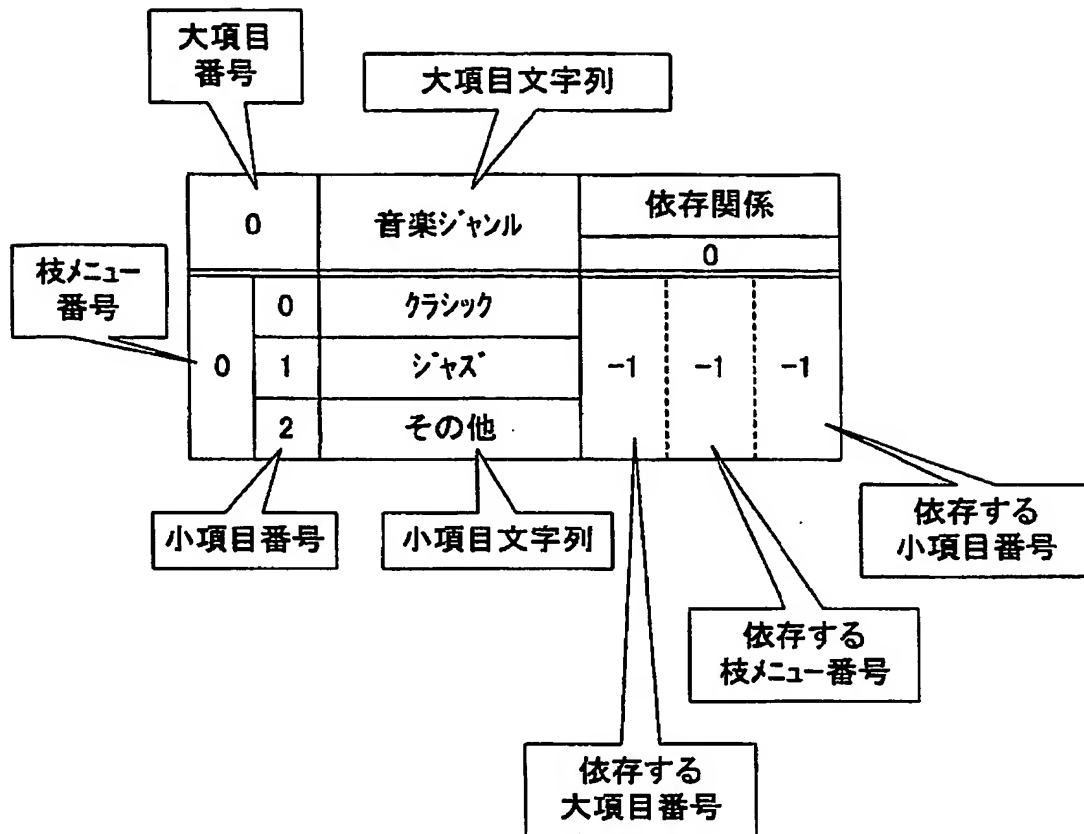 大項目
番号
大項目文字列
0 音楽ｼﾞｬﾝﾙ 依存関係
0
枝ﾒﾆｭｰ
番号
0 0 ｸﾗｼｯｸ
1 ｼﾞｬｽﾞ -1 -1 -1
2 その他
小項目番号
小項目文字列
依存する
小項目番号
依存する
枝ﾒﾆｭｰ番号
依存する
大項目番号